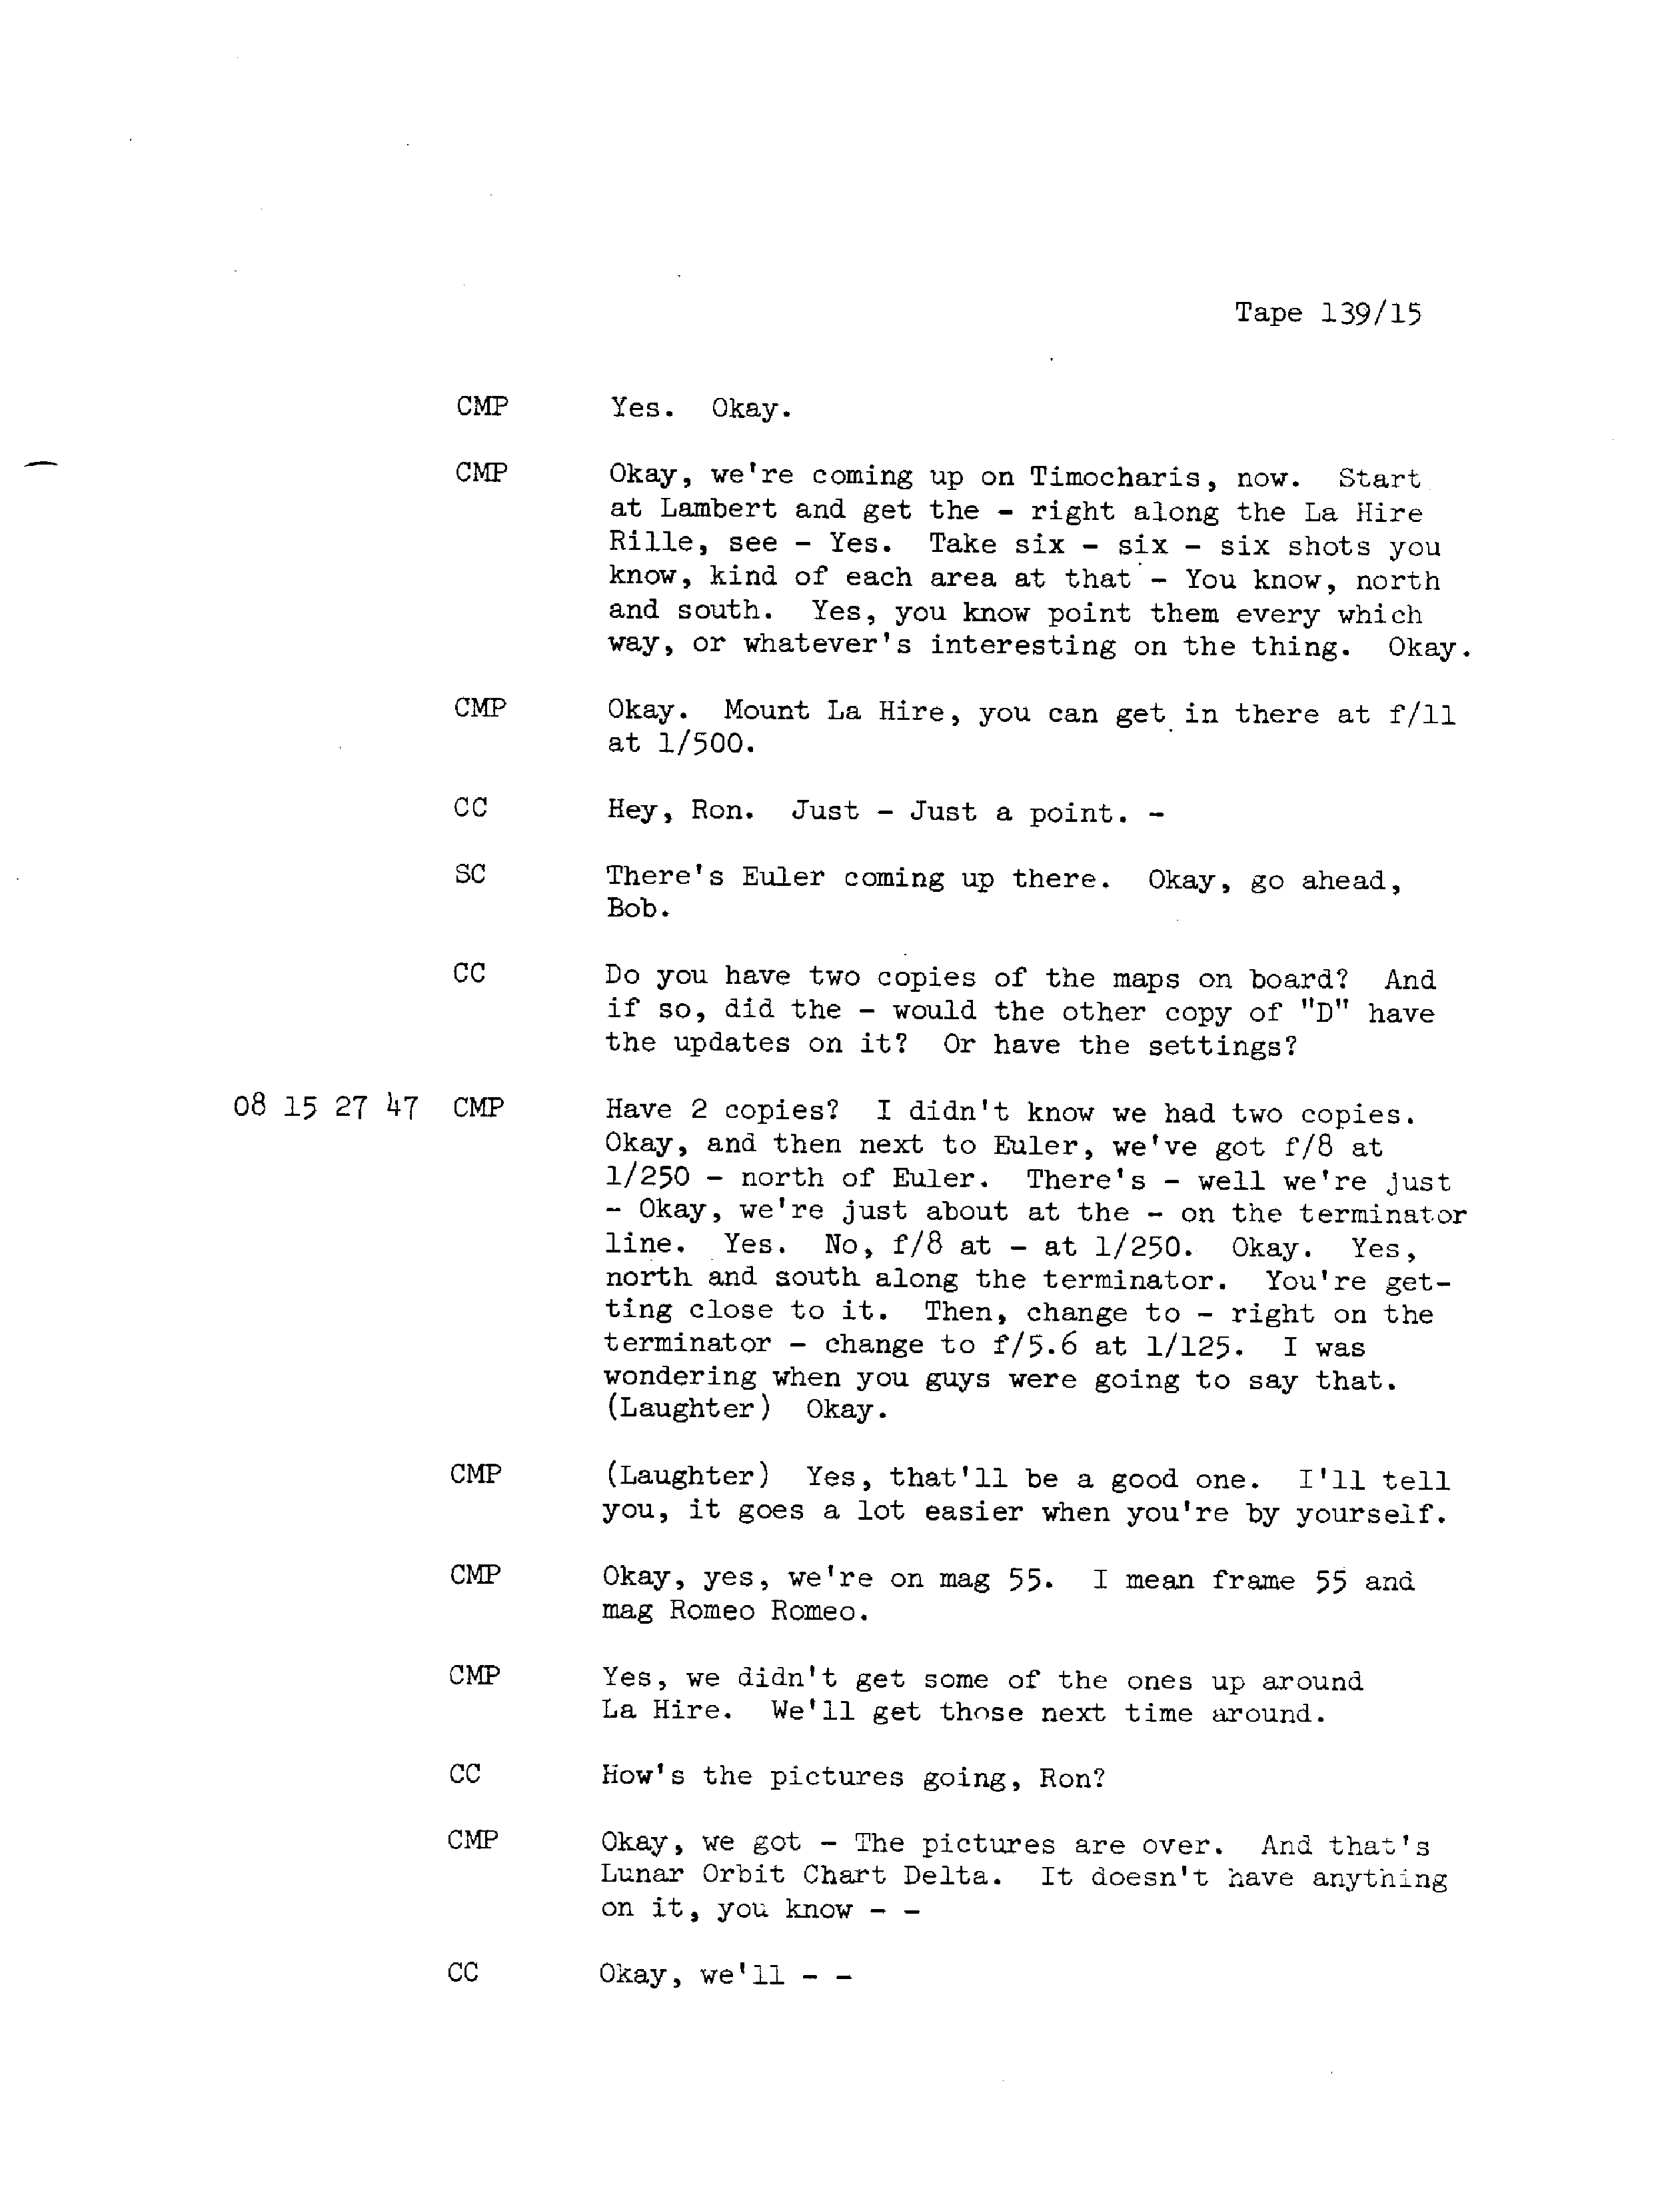 Tape 139/15
CMP Yes. Okay.
CMP Okay, we're coming up on Timocharis, now. Start
at Lambert and get the - right along the La Hire
Rille, see - Yes. Take six - six - six shots you
know, kind of each area at that - You know, north
and south. Yes, you know point them every which
way, or whatever's interesting on the thing. Okay.
CMP Okay. Mount La Hire, you can get in there at f/11
at 1/500.
CC Hey, Ron. Just - Just a point. -
SC There's Euler coming up there. Okay, go ahead,
Bob.
CC Do you have two copies of the maps on board? And
if so, did the - would the other copy of "D" have
the updates on it? Or have the settings?
08 15 27 47 CMP Have 2 copies? I didn't know we had two copies.
Okay, and then next to Euler, we've got f/8 at
1/250 - north of Euler. There's - well we're just
- Okay, we're just about at the - on the terminator
line. Yes. No, f/8 at - at 1/250. Okay. Yes,
north and south along the terminator. You're get-
ting close to it. Then, change to - right on the
terminator - change to f/5.6 at 1/125. I was
wondering when you guys were going to say that.
(Laughter) Okay.
CMP (Laughter) Yes, that'll be a good one. I'll tell
you, it goes a lot easier when you're by yourself.
CMP Okay, yes, we're on mag 55. I mean frame 55 and
mag Romeo Romeo.
CMP Yes, we didn't get some of the ones up around
La Hire. We'll get those next time around.
CC How's the pictures going, Ron?
CMP Okay, we got - The pictures are over. And that's
Lunar Orbit Chart Delta. It doesn't have anything
on it, you know - -
CC Okay, we'll - -